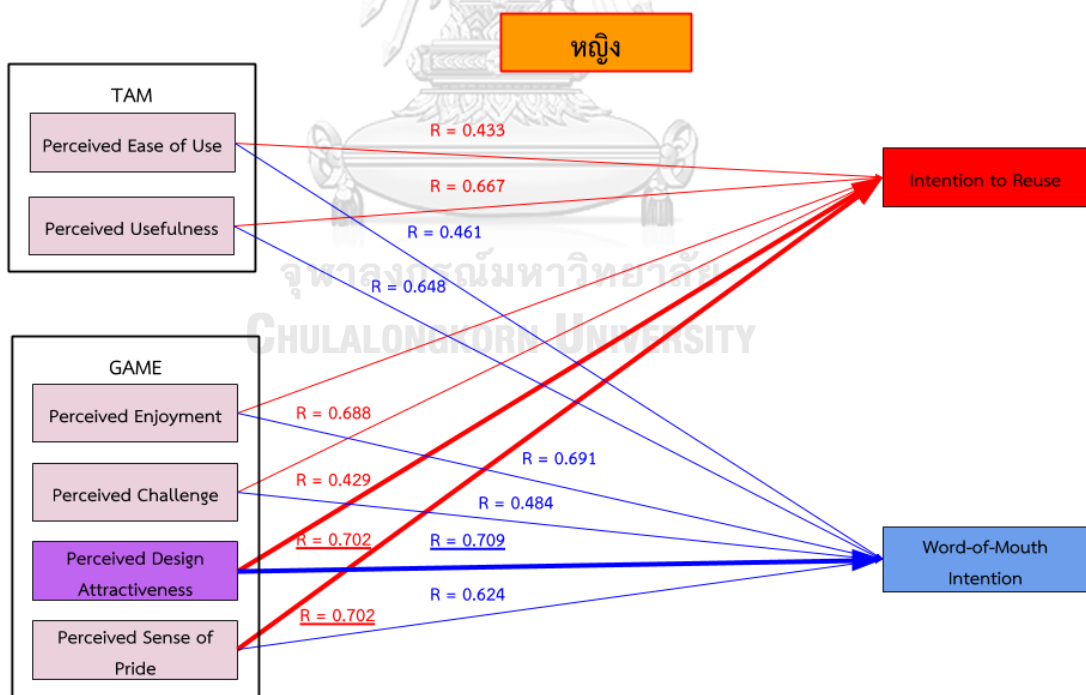 หญิง
TAM
Perceived Ease of Use
Perceived Usefulness
R = 0.433
R = 0.667
R = 0.461
R = 0.648
Intention to Reuse
จุฬาลงกรณ์มหาวิทยาลัย
CHULALONGKORN UNIVERSITY
GAME
Perceived Enjoyment
Perceived Challenge
Perceived Design
Attractiveness
Perceived Sense of
Pride
R = 0.688
R = 0.691
R = 0.429
R = 0.484
R = 0.702
R = 0.709
R = 0.624
R = 0.702
Word-of-Mouth
Intention